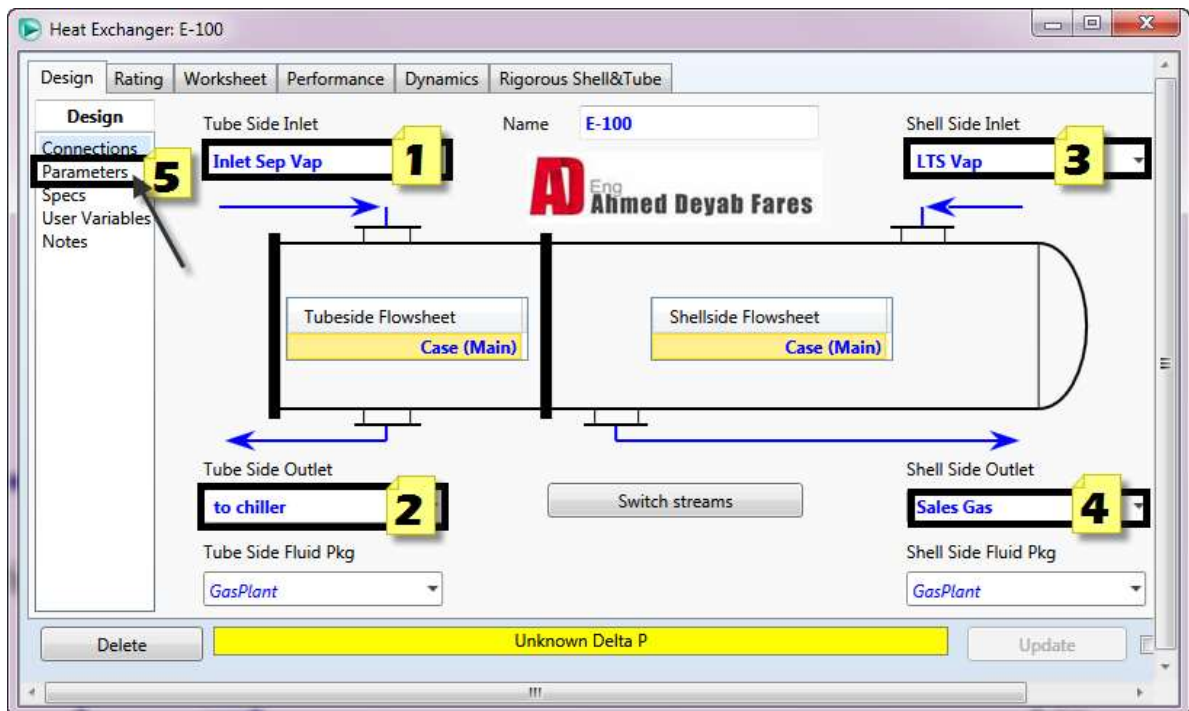 Heat Exchanger: E-100
Design Rating Worksheet Performance Dynamics Rigorous Shell&Tube
Design
Connections
Parameters
Specs
User Variables
Notes
5
Tube Side Inlet
Inlet Sep Vap
1
Name E-100
AD Eng
Ahmed Deyab Fares
Shell Side Inlet
LTS Vap
3
Tubeside Flowsheet
Case (Main)
Shellside Flowsheet
Case (Main)
Tube Side Outlet
to chiller
2
Switch streams
Shell Side Outlet
Sales Gas
4
Tube Side Fluid Pkg
GasPlant
Shell Side Fluid Pkg
GasPlant
Delete
Unknown Delta P
Update